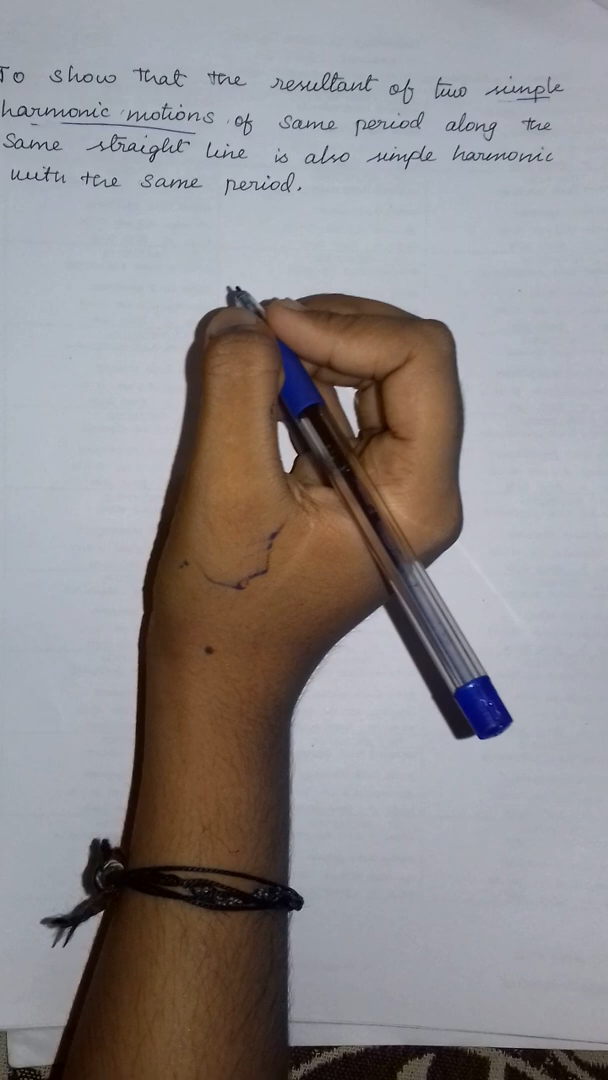 To show that the resultant of two simple
harmonic motions of same period along the
same straight line is also simple harmonic
with the same period.